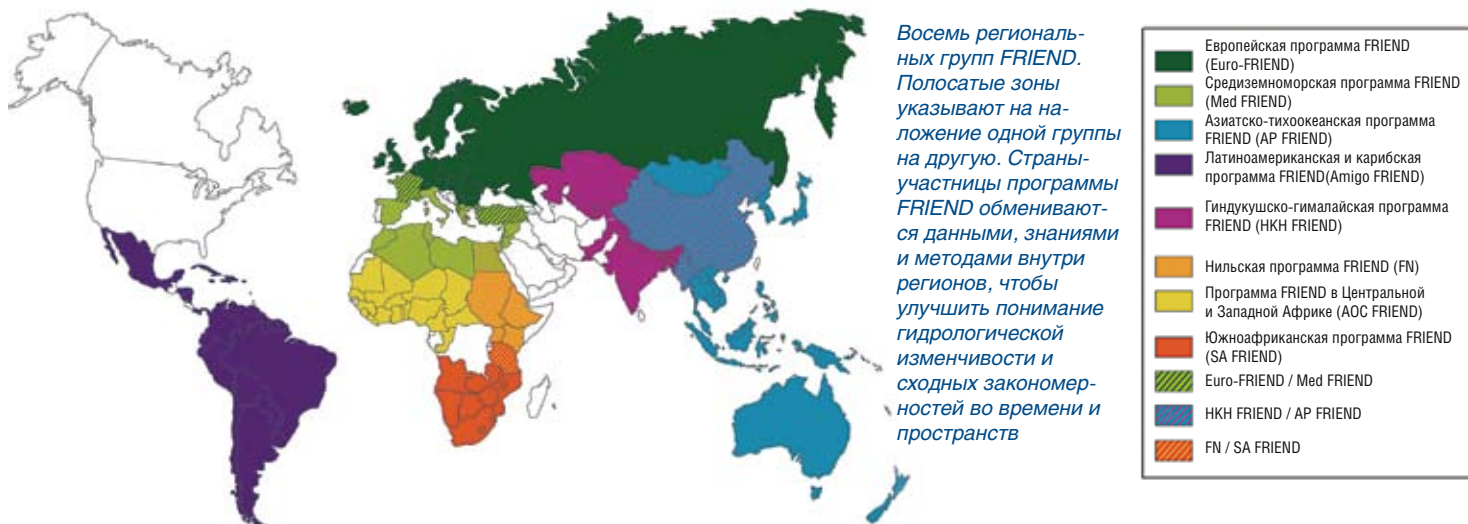 Восемь региональ-
ных групп FRIEND.
Полосатые зоны
указывают на на-
ложение одной группы
на другую. Страны-
участницы программы
FRIEND обменивают-
ся данными, знаниями
и методами внутри
регионов, чтобы
улучшить понимание
гидрологической
изменчивости и
сходных закономер-
ностей во времени и
пространств
Европейская программа FRIEND
(Euro-FRIEND)
Средиземноморская программа FRIEND
(Med FRIEND)
Азиатско-тихоокеанская программа
FRIEND (AP FRIEND)
Латиноамериканская и карибская
программа FRIEND(Amigo FRIEND)
Гиндукушско-гималайская программа
FRIEND (HKH FRIEND)
Нильская программа FRIEND (FN)
Программа FRIEND в Центральной
и Западной Африке (AOC FRIEND)
Южноафриканская программа FRIEND
(SA FRIEND)
Euro-FRIEND / Med FRIEND
HKH FRIEND / AP FRIEND
FN / SA FRIEND